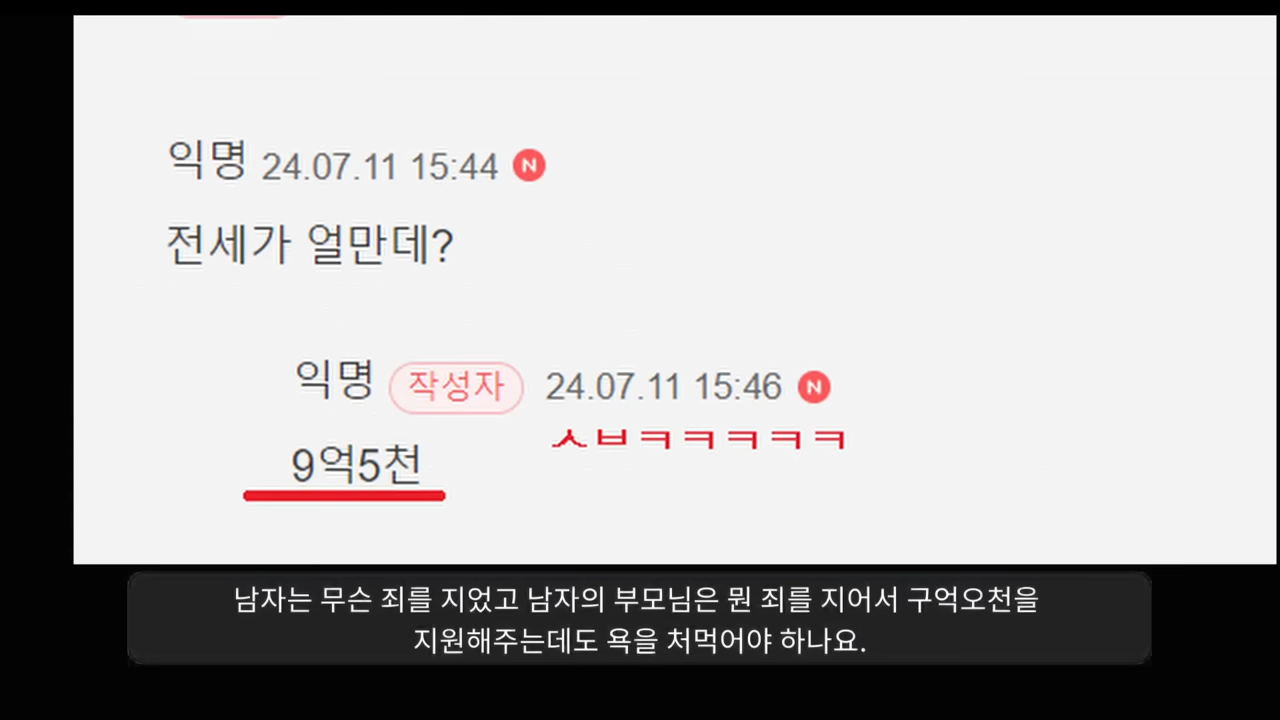 익명 24.07.11 15:44 N
전세가 얼만데?
익명 작성자 24.07.11 15:46 N
ㅅㅂㅋㅋㅋㅋㅋ
9억5천
남자는 무슨 죄를 지었고 남자의 부모님은 뭔 죄를 지어서 구억오천을
지원해주는데도 욕을 처먹어야 하나요.